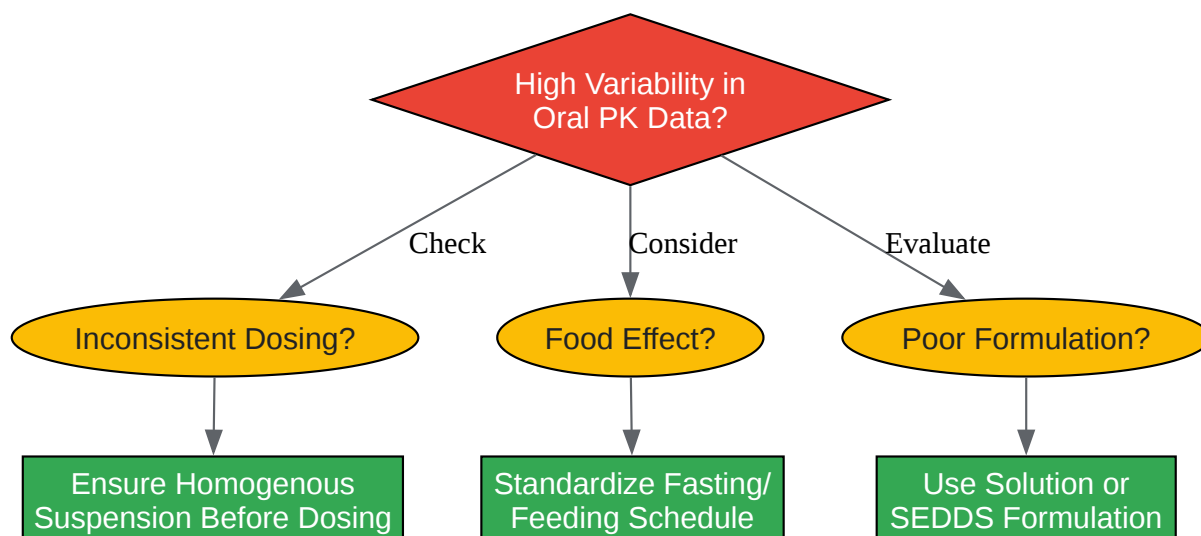 High Variability in
Oral PK Data?
Check
Consider
Evaluate
Inconsistent Dosing?
Food Effect?
Poor Formulation?
Ensure Homogenous
Suspension Before Dosing
Standardize Fasting/
Feeding Schedule
Use Solution or
SEDDS Formulation